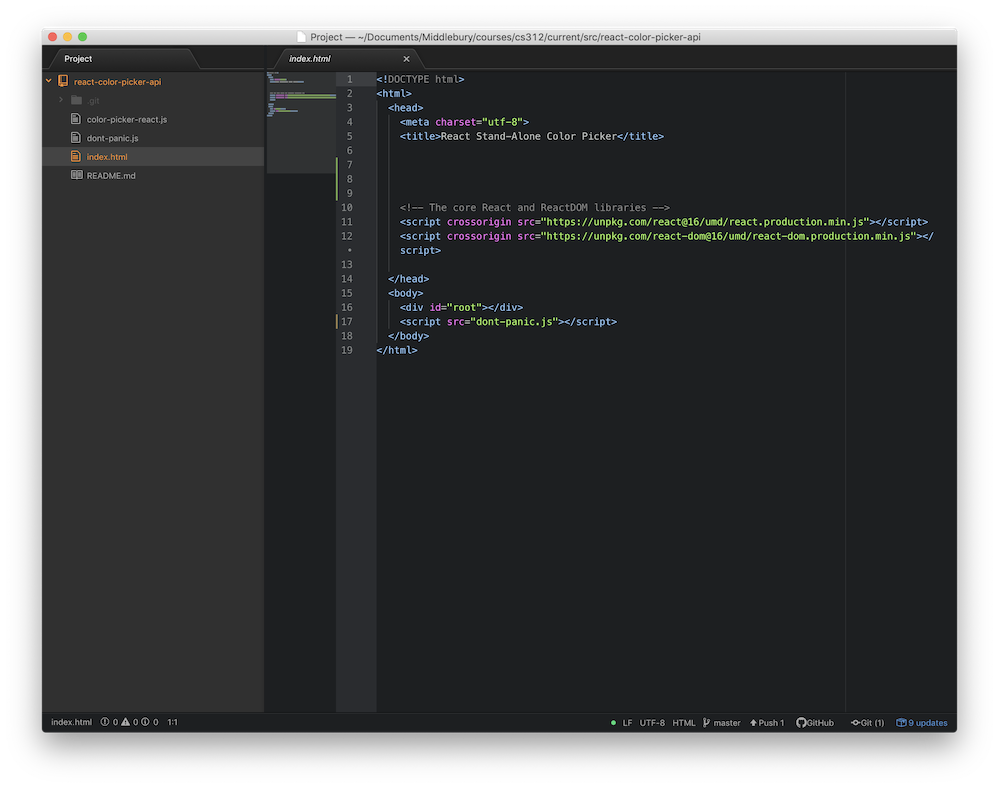 Project — ~/Documents/Middlebury/courses/cs312/current/src/react-color-picker-api
Project
react-color-picker-api
.git
color-picker-react.js
dont-panic.js
index.html
README.md
index.html
1 <!DOCTYPE html>
2 <html>
3 <head>
4 <meta charset="utf-8">
5 <title>React Stand-Alone Color Picker</title>
6
7
8
9
10 <!-- The core React and ReactDOM libraries -->
11 <script crossorigin src="https://unpkg.com/react@16/umd/react.production.min.js"></script>
12 <script crossorigin src="https://unpkg.com/react-dom@16/umd/react-dom.production.min.js"></
• script>
13
14 </head>
15 <body>
16 <div id="root"></div>
17 <script src="dont-panic.js"></script>
18 </body>
19 </html>
index.html 0 0 0 1:1 LF UTF-8 HTML master Push 1 GitHub Git (1) 9 updates